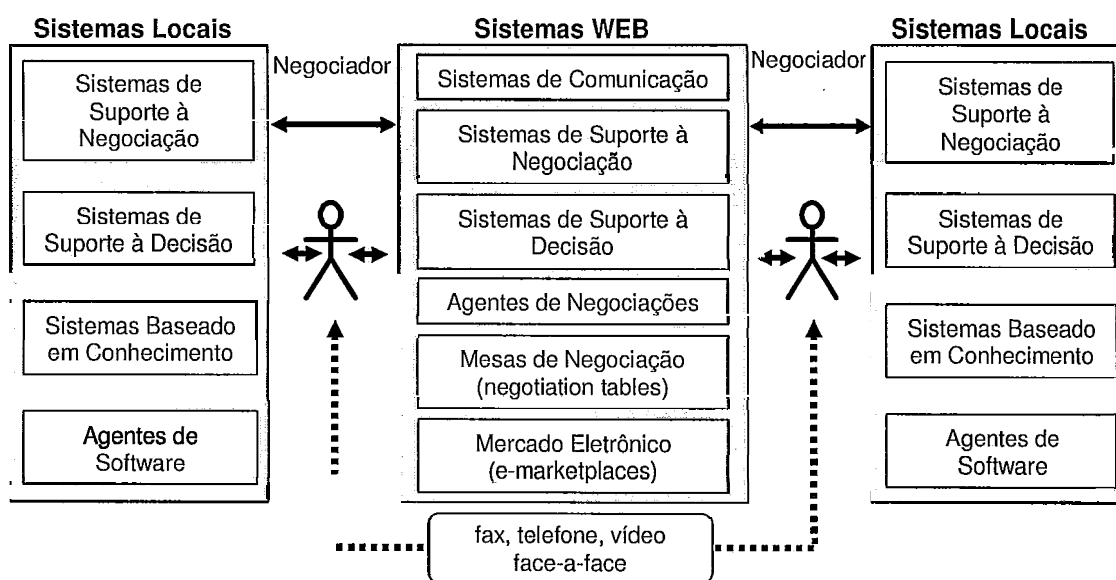 Sistemas Locais
Sistemas de
Suporte à
Negociação
Sistemas de
Suporte à Decisão
Sistemas Baseado
em Conhecimento
Agentes de
Software
Negociador
Sistemas WEB
Sistemas de Comunicação
Sistemas de Suporte à
Negociação
Sistemas de Suporte à
Decisão
Agentes de Negociações
Mesas de Negociação
(negotiation tables)
Mercado Eletrônico
(e-marketplaces)
fax, telefone, vídeo
face-a-face
Negociador
Sistemas Locais
Sistemas de
Suporte à
Negociação
Sistemas de
Suporte à Decisão
Sistemas Baseado
em Conhecimento
Agentes de
Software